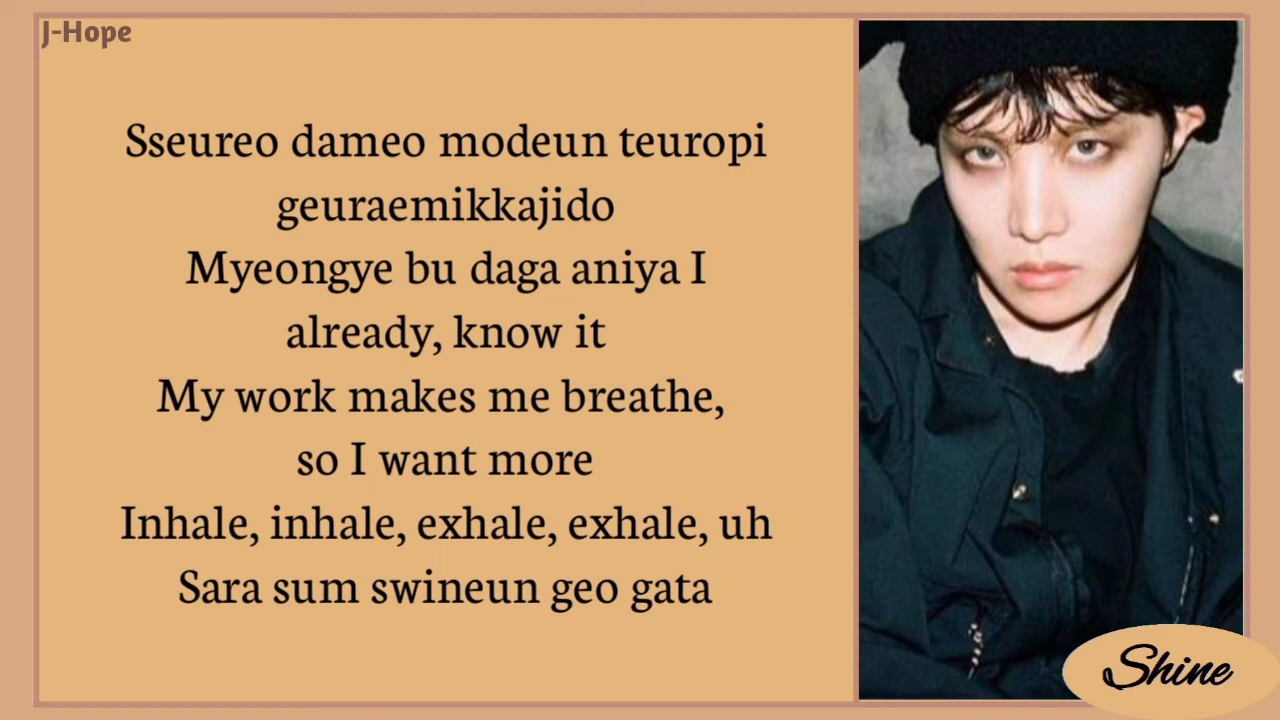 J-Hope
Sseureo dameo modeun teuropi
geuraemikkajido
Myeongye bu daga aniya I
already, know it
My work makes me breathe,
so I want more
Inhale, inhale, exhale, exhale, uh
Sara sum swineun geo gata
Shine